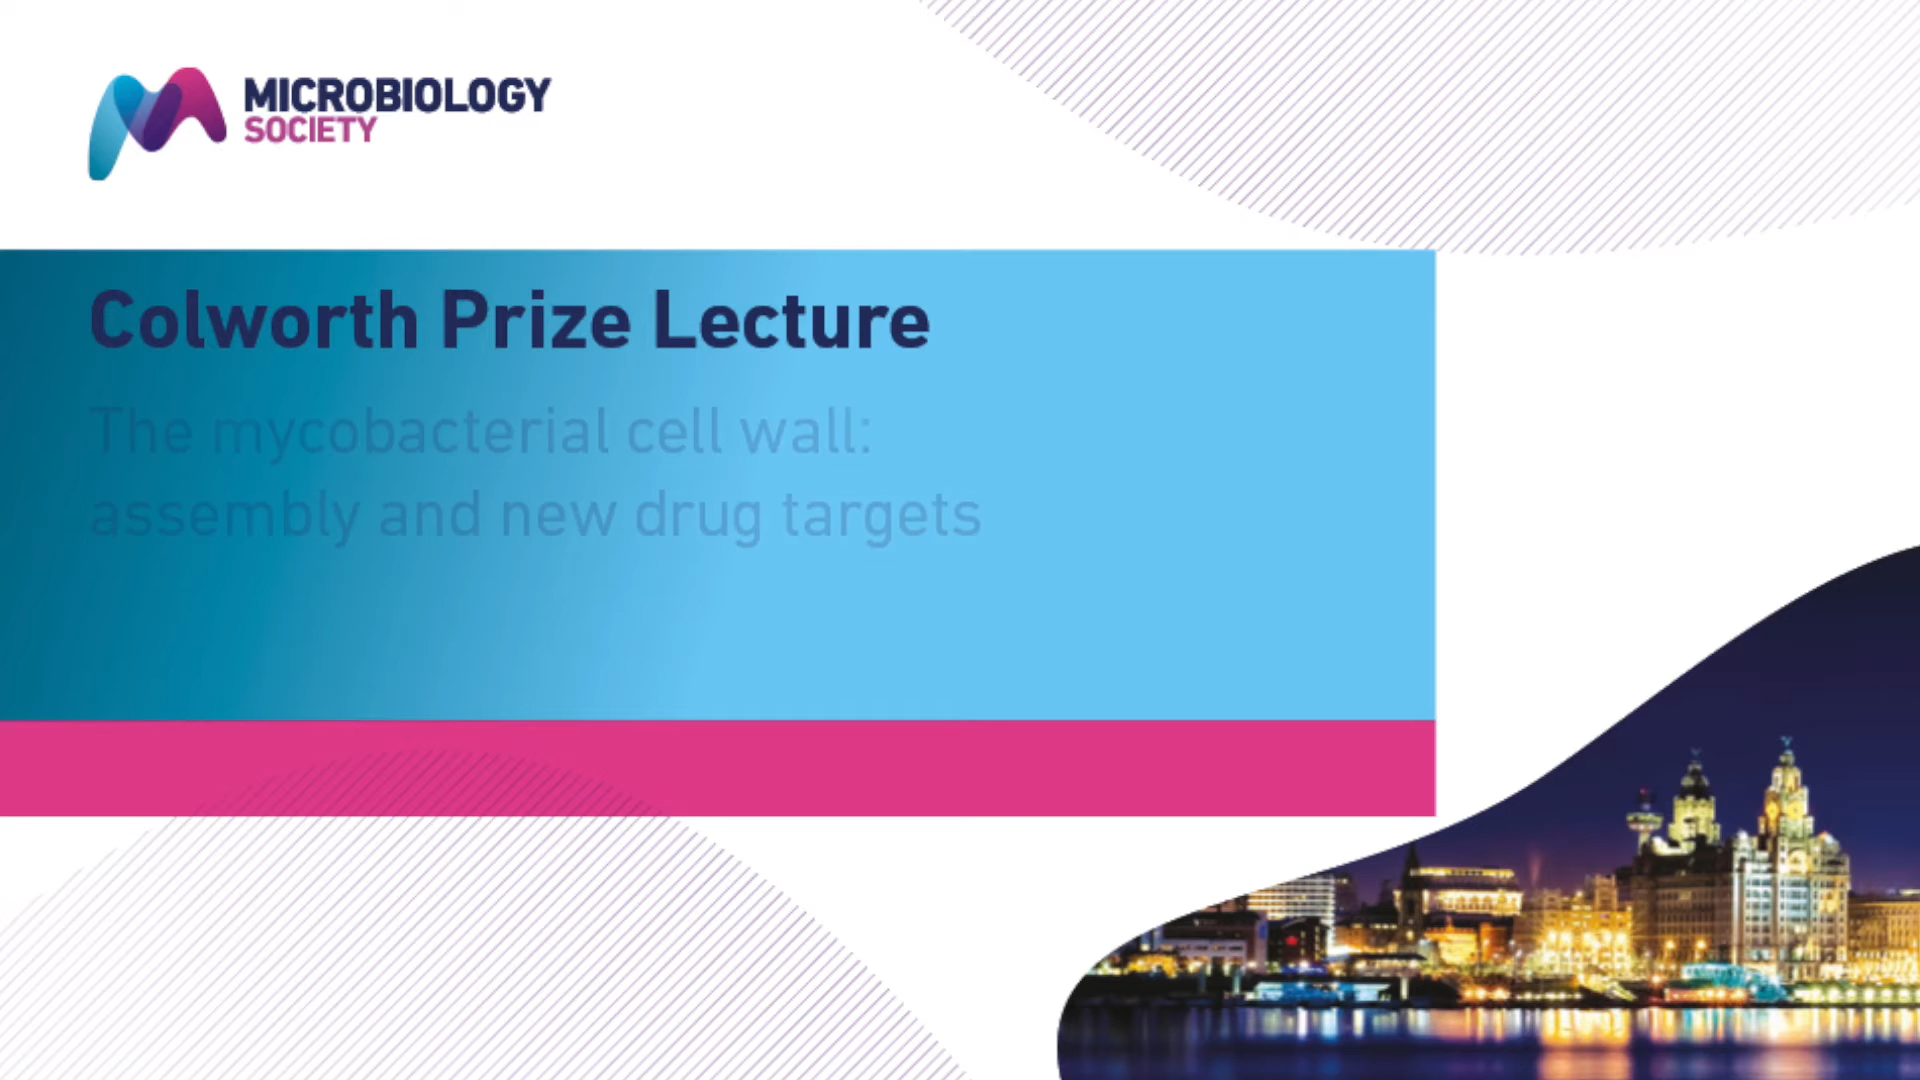 MICROBIOLOGY
SOCIETY
Colworth Prize Lecture
The mycobacterial cell wall:
assembly and new drug targets